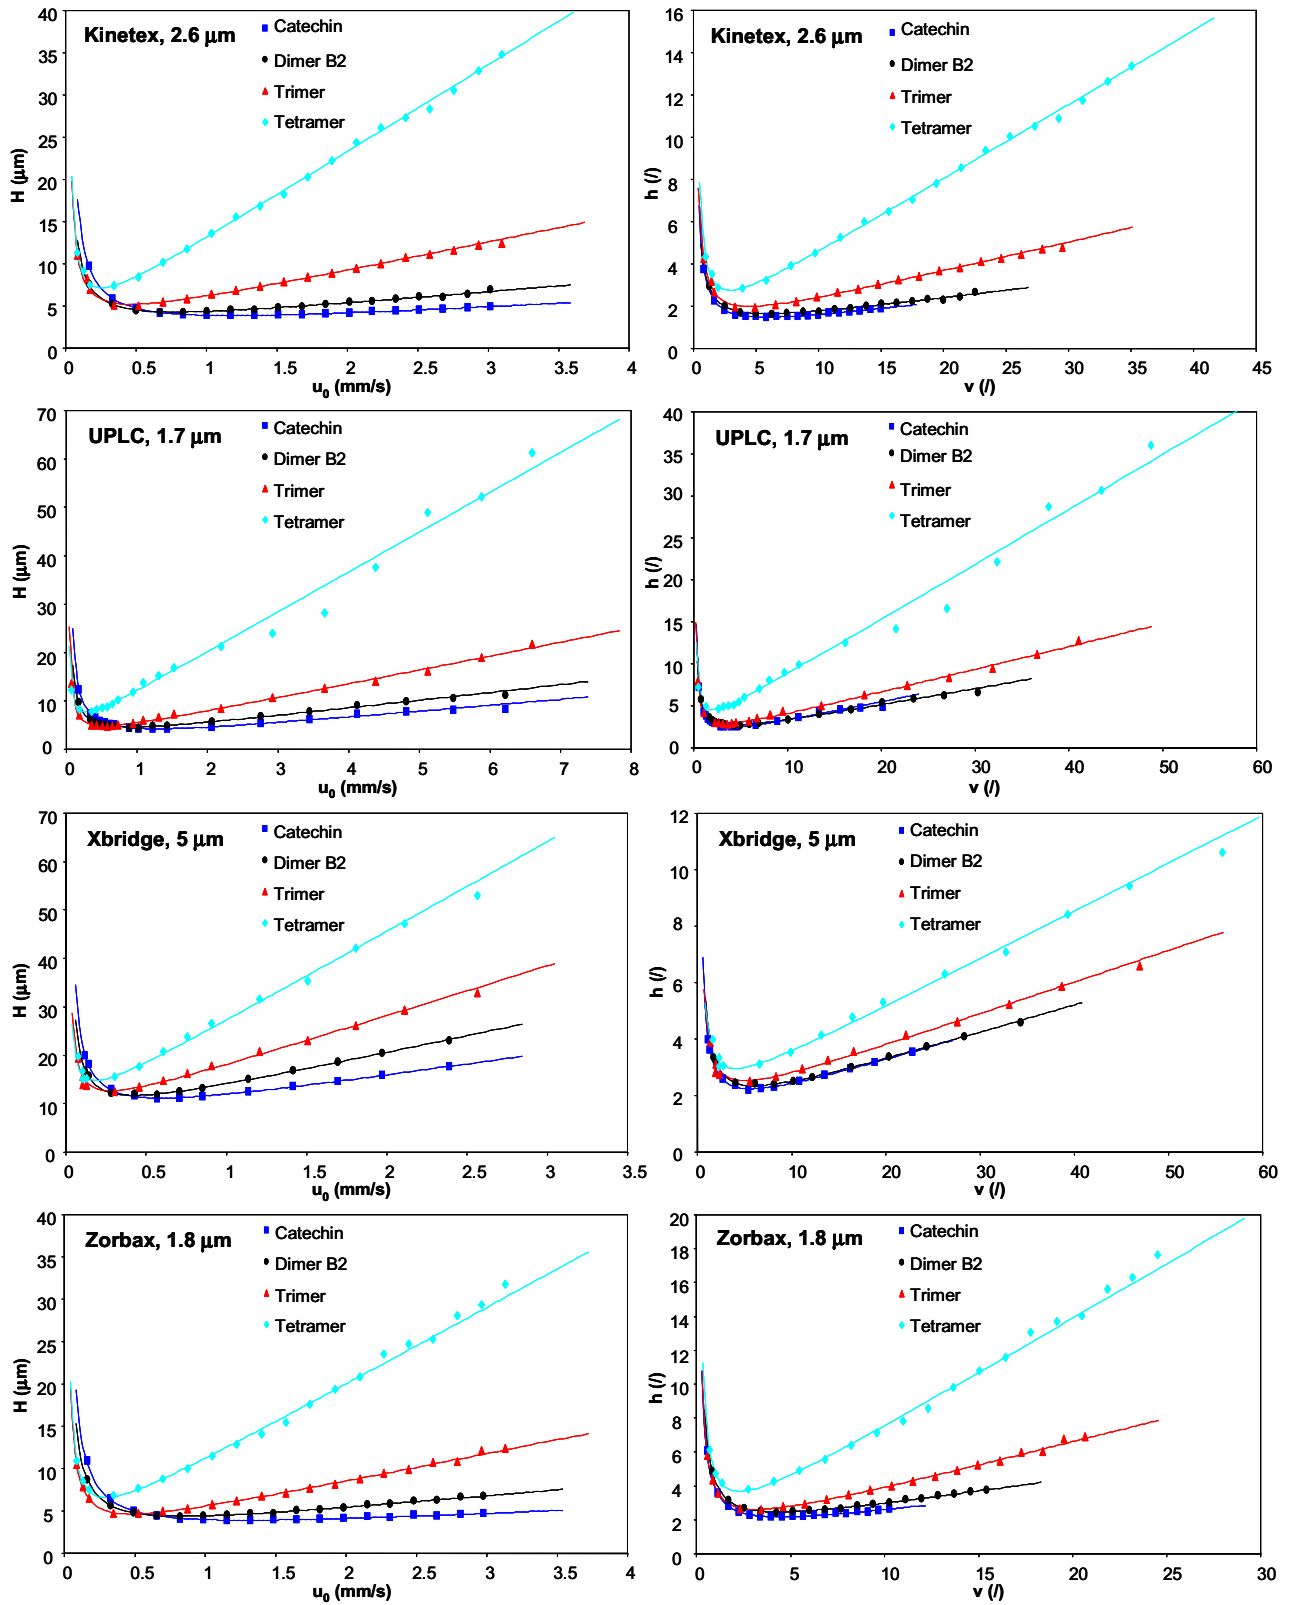 Kinetex, 2.6 μm
Catechin
Dimer B2
Trimer
Tetramer
H (μm)
40
35
30
25
20
15
10
5
0
0 0.5 1 1.5 2 2.5 3 3.5 4
u0 (mm/s)
Kinetex, 2.6 μm
Catechin
Dimer B2
Trimer
Tetramer
h (/)
16
14
12
10
8
6
4
2
0
0 5 10 15 20 25 30 35 40 45
ν (/)
UPLC, 1.7 μm
Catechin
Dimer B2
Trimer
Tetramer
H (μm)
70
60
50
40
30
20
10
0
0 1 2 3 4 5 6 7 8
u0 (mm/s)
UPLC, 1.7 μm
Catechin
Dimer B2
Trimer
Tetramer
h (/)
40
35
30
25
20
15
10
5
0
0 10 20 30 40 50 60
ν (/)
Xbridge, 5 μm
Catechin
Dimer B2
Trimer
Tetramer
H (μm)
70
60
50
40
30
20
10
0
0 0.5 1 1.5 2 2.5 3 3.5
u0 (mm/s)
Xbridge, 5 μm
Catechin
Dimer B2
Trimer
Tetramer
h (/)
12
10
8
6
4
2
0
0 10 20 30 40 50 60
ν (/)
Zorbax, 1.8 μm
Catechin
Dimer B2
Trimer
Tetramer
H (μm)
40
35
30
25
20
15
10
5
0
0 0.5 1 1.5 2 2.5 3 3.5 4
u0 (mm/s)
Zorbax, 1.8 μm
Catechin
Dimer B2
Trimer
Tetramer
h (/)
20
18
16
14
12
10
8
6
4
2
0
0 5 10 15 20 25 30
ν (/)